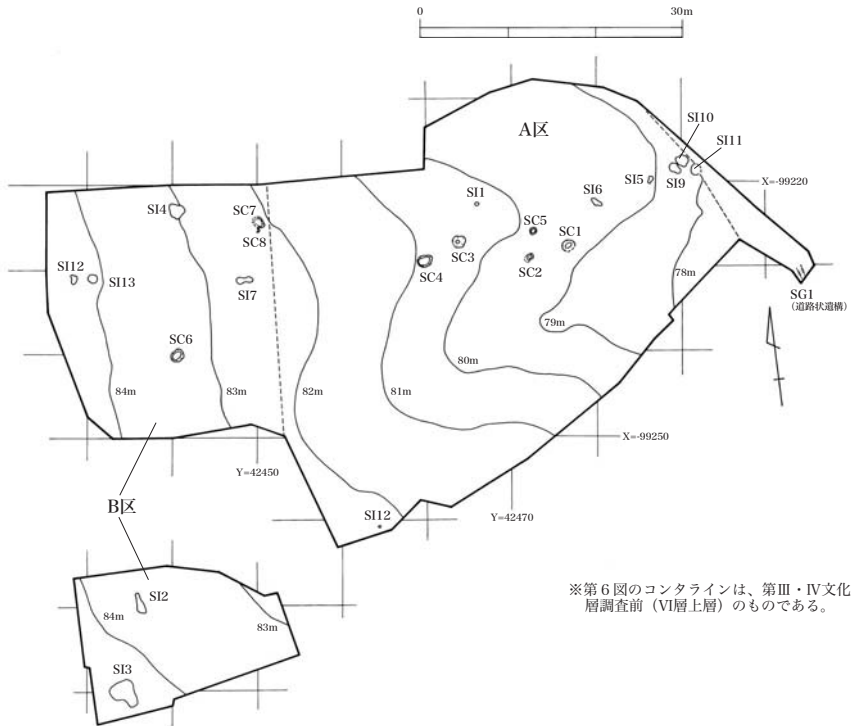 0
30m
A区
SI10
SI11
SI9
SI5
SI6
SI1
X=-99220
SI4
SC7
SC8
SC5
SC1
SC3
SC2
SC4
SI12
SI13
SI7
78m
SG1
(道路状遺構)
79m
SC6
80m
84m
83m
82m
81m
X=-99250
Y=42450
B区
Y=42470
SI12
SI2
84m
83m
SI3
※第6図のコンタラインは、第Ⅲ・Ⅳ文化
層調査前(Ⅵ層上層)のものである。